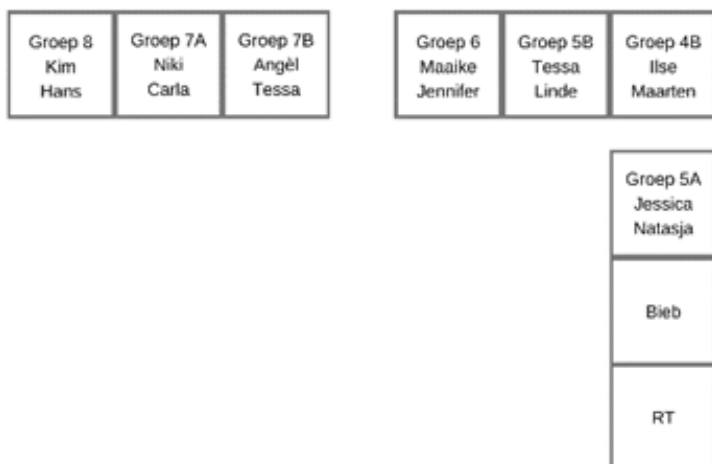 Groep 8
Kim
Hans
Groep 7A
Niki
Carla
Groep 7B
Angèl
Tessa
Groep 6
Maaike
Jennifer
Groep 5B
Tessa
Linde
Groep 4B
Ilse
Maarten
Groep 5A
Jessica
Natasja
Bieb
RT